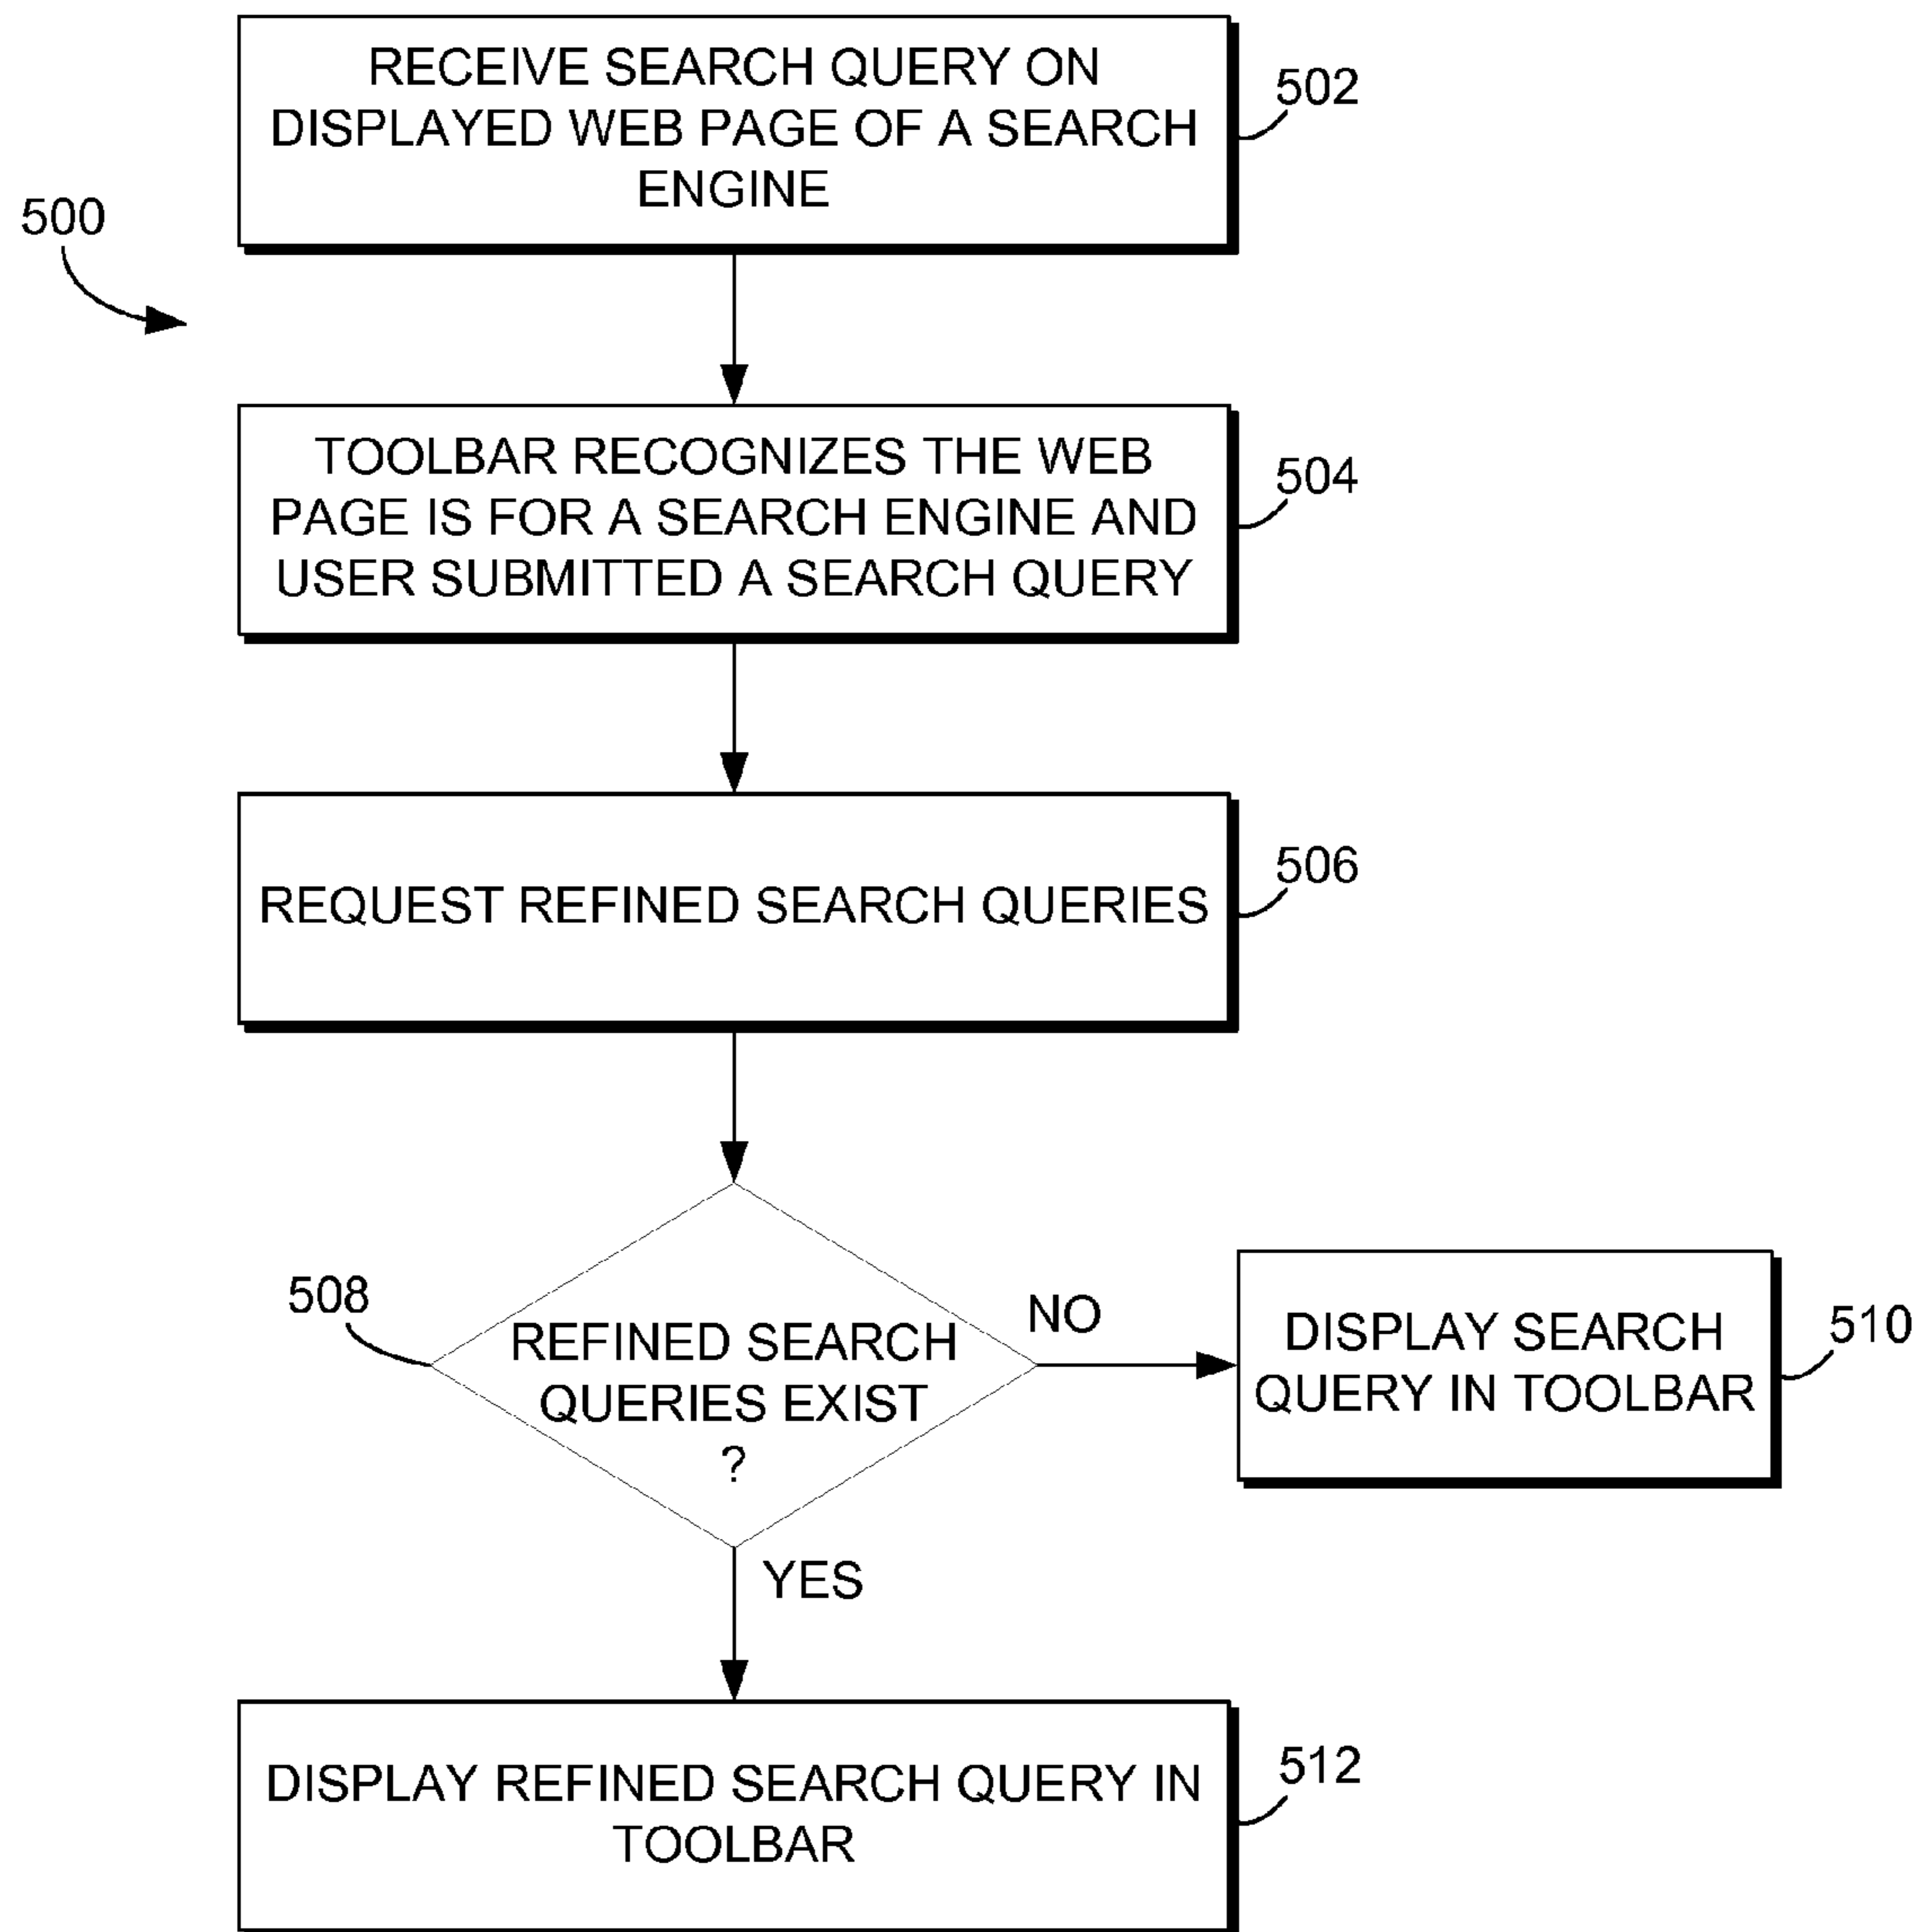 RECEIVE SEARCH QUERY ON
DISPLAYED WEB PAGE OF A SEARCH
ENGINE
502
500
TOOLBAR RECOGNIZES THE WEB
PAGE IS FOR A SEARCH ENGINE AND
USER SUBMITTED A SEARCH QUERY
504
REQUEST REFINED SEARCH QUERIES
506
508
REFINED SEARCH
QUERIES EXIST
?
NO
DISPLAY SEARCH
QUERY IN TOOLBAR
510
YES
DISPLAY REFINED SEARCH QUERY IN
TOOLBAR
512